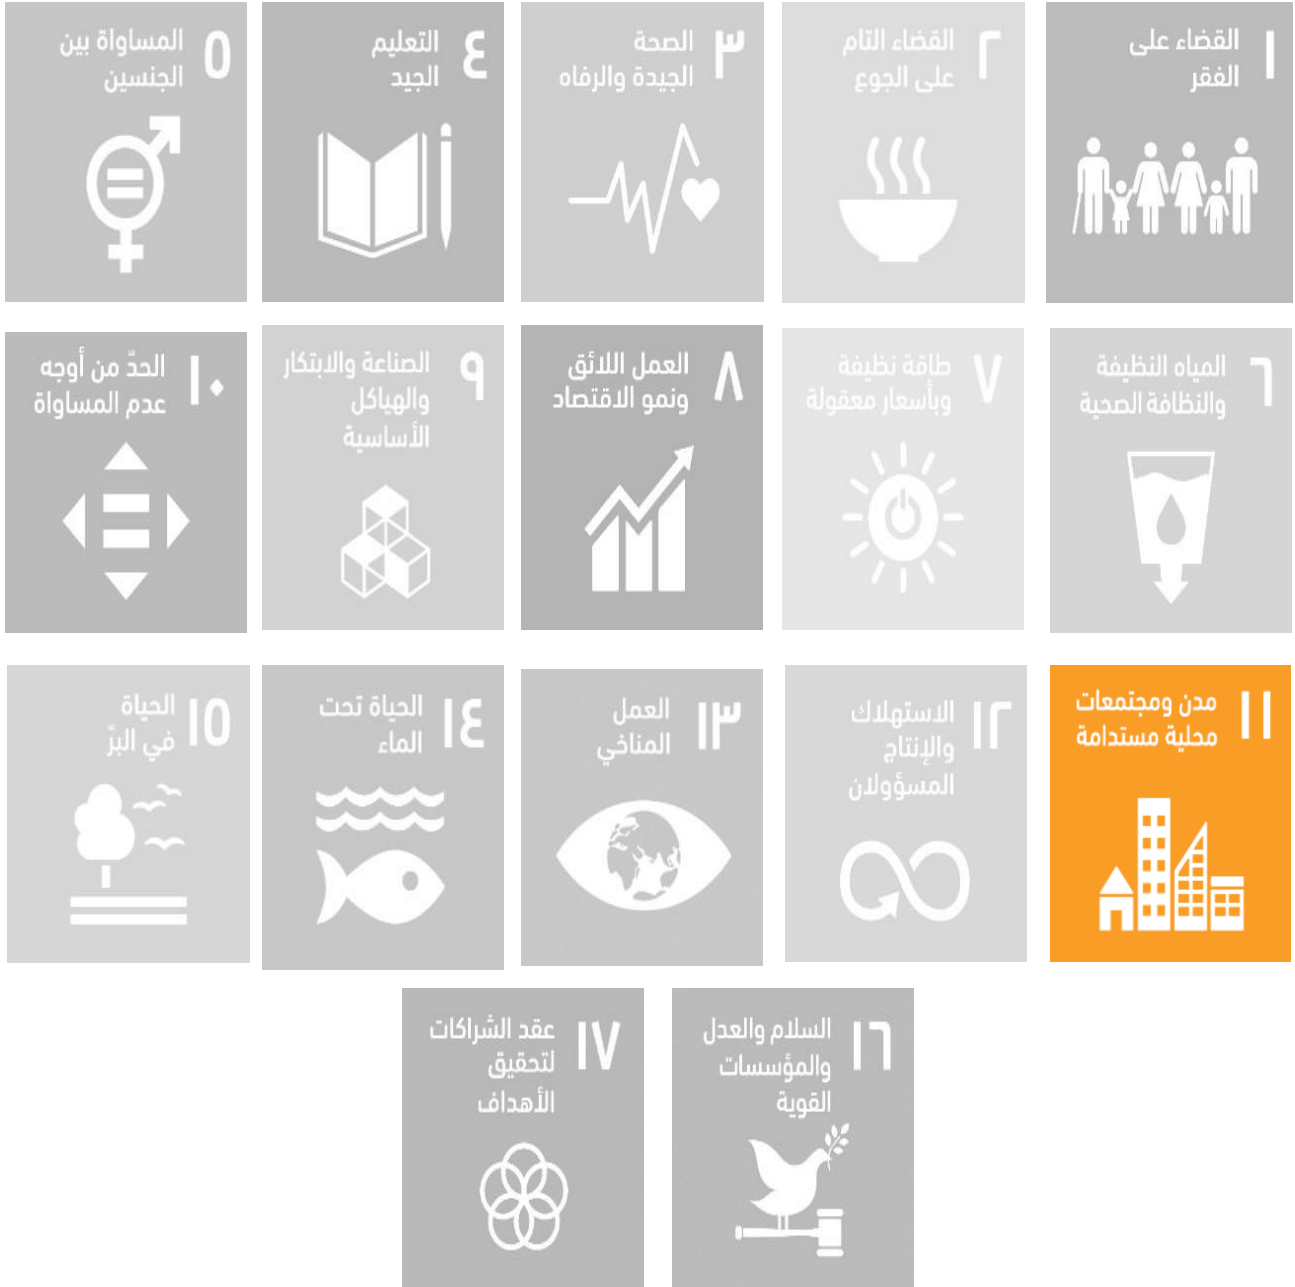 ١
القضاء على
الفقر
٢
القضاء التام
على الجوع
٣
الصحة
الجيدة والرفاه
٤
التعليم
الجيد
٥
المساواة بين
الجنسين
٦
المياه النظيفة
والنظافة الصحية
٧
طاقة نظيفة
وبأسعار معقولة
٨
العمل اللائق
ونمو الاقتصاد
٩
الصناعة والابتكار
والهياكل
الأساسية
١٠
الحدّ من أوجه
عدم المساواة
١١
مدن ومجتمعات
محلية مستدامة
١٢
الاستهلاك
والإنتاج
المسؤولان
١٣
العمل
المناخي
١٤
الحياة تحت
الماء
١٥
الحياة
في البرّ
١٦
السلام والعدل
والمؤسسات
القوية
١٧
عقد الشراكات
لتحقيق
الأهداف